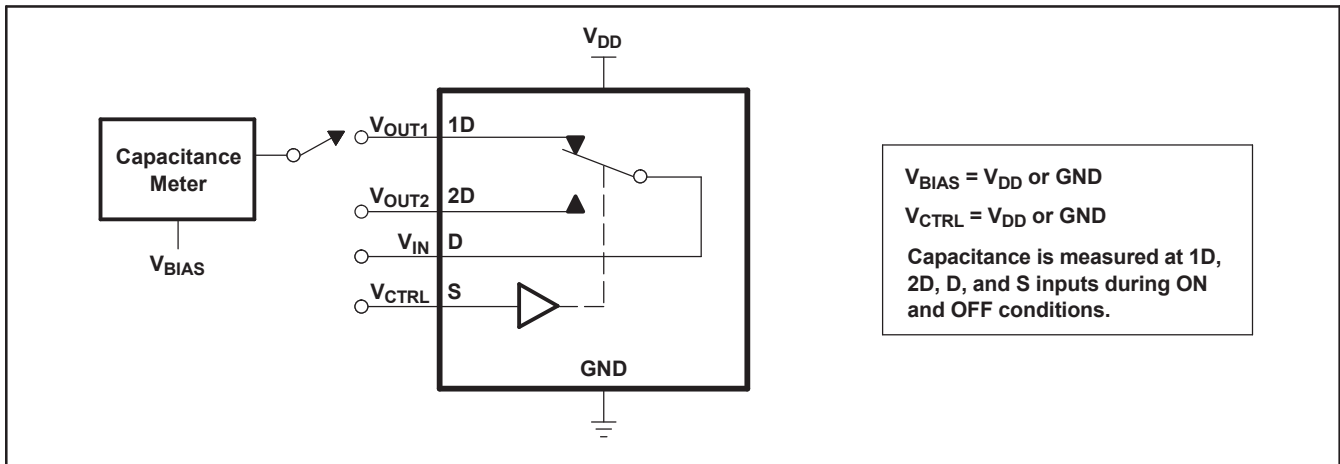 V_DD
Capacitance
Meter
V_BIAS
V_OUT1 1D
V_OUT2 2D
V_IN D
V_CTRL S
GND
V_BIAS = V_DD or GND
V_CTRL = V_DD or GND
Capacitance is measured at 1D,
2D, D, and S inputs during ON
and OFF conditions.